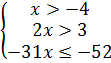 x > −4
2x > 3
−31x ≤ −52